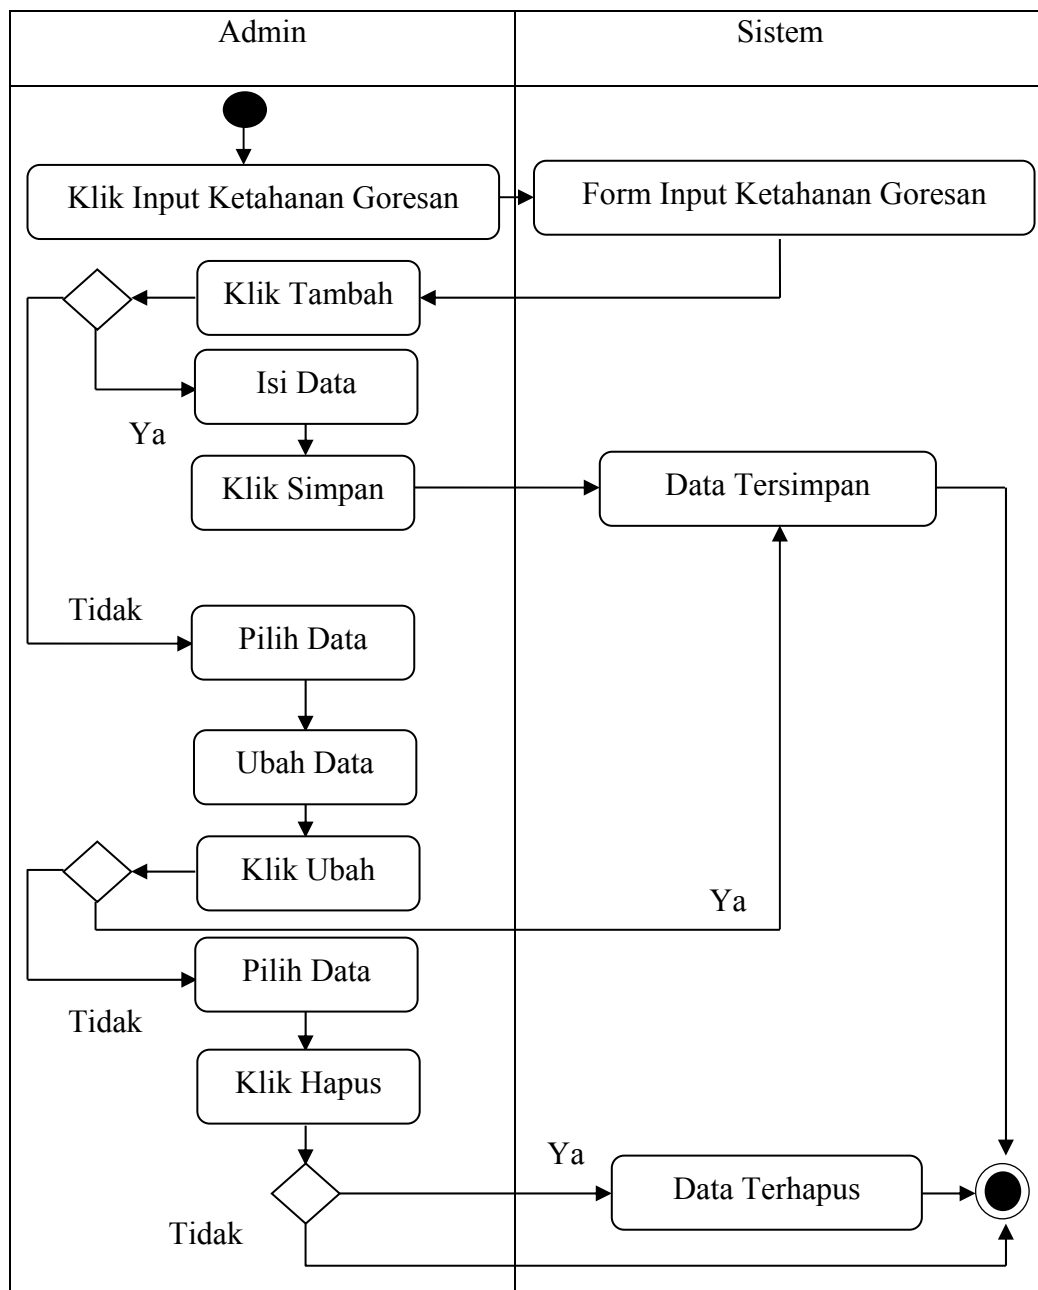 Admin
Sistem
Klik Input Ketahanan Goresan
Form Input Ketahanan Goresan
Klik Tambah
Isi Data
Ya
Klik Simpan
Data Tersimpan
Tidak
Pilih Data
Ubah Data
Klik Ubah
Ya
Pilih Data
Tidak
Klik Hapus
Ya
Data Terhapus
Tidak